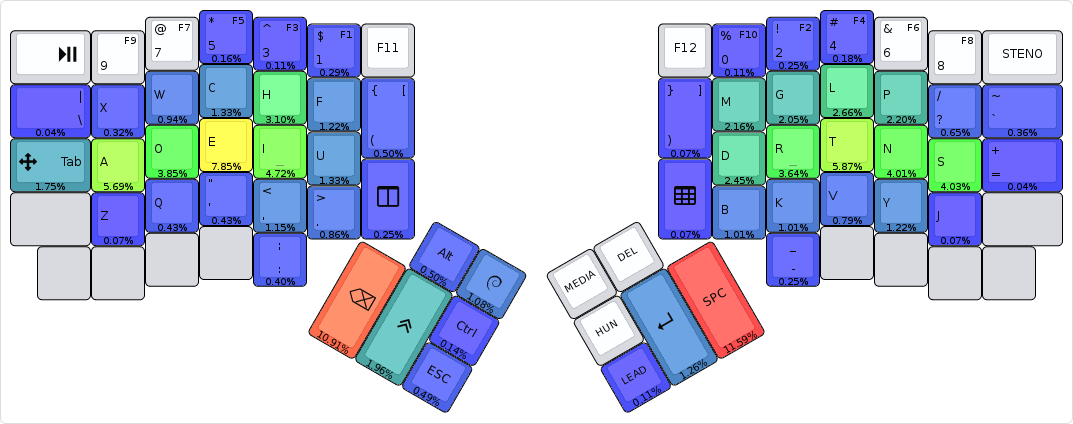 F9
9
@ F7
7
* F5
5
0.16%
^ F3
3
0.11%
$ F1
1
0.29%
F11
F12
% F10
0
0.11%
! F2
2
0.25%
# F4
4
0.18%
& F6
6
F8
8
STENO
|
\
0.04%
X
0.32%
W
0.94%
C
1.33%
H
3.10%
F
1.22%
{ [
(
0.50%
} ]
)
0.07%
M
2.16%
G
2.05%
L
2.66%
P
2.20%
/
?
0.65%
~
`
0.36%
Tab
1.75%
A
5.69%
O
3.85%
E
7.85%
I
_
4.72%
U
1.33%
D
2.45%
R
_
3.64%
T
5.87%
N
4.01%
S
4.03%
+
=
0.04%
Z
0.07%
Q
0.43%
"
'
0.43%
<
,
1.15%
>
.
0.86%
0.25%
0.07%
B
1.01%
K
1.01%
V
0.79%
Y
1.22%
J
0.07%
:
;
0.40%
_
-
0.25%
Alt
0.50%
1.08%
10.91%
1.96%
Ctrl
0.14%
ESC
0.49%
MEDIA
DEL
HUN
1.26%
SPC
11.59%
LEAD
0.11%